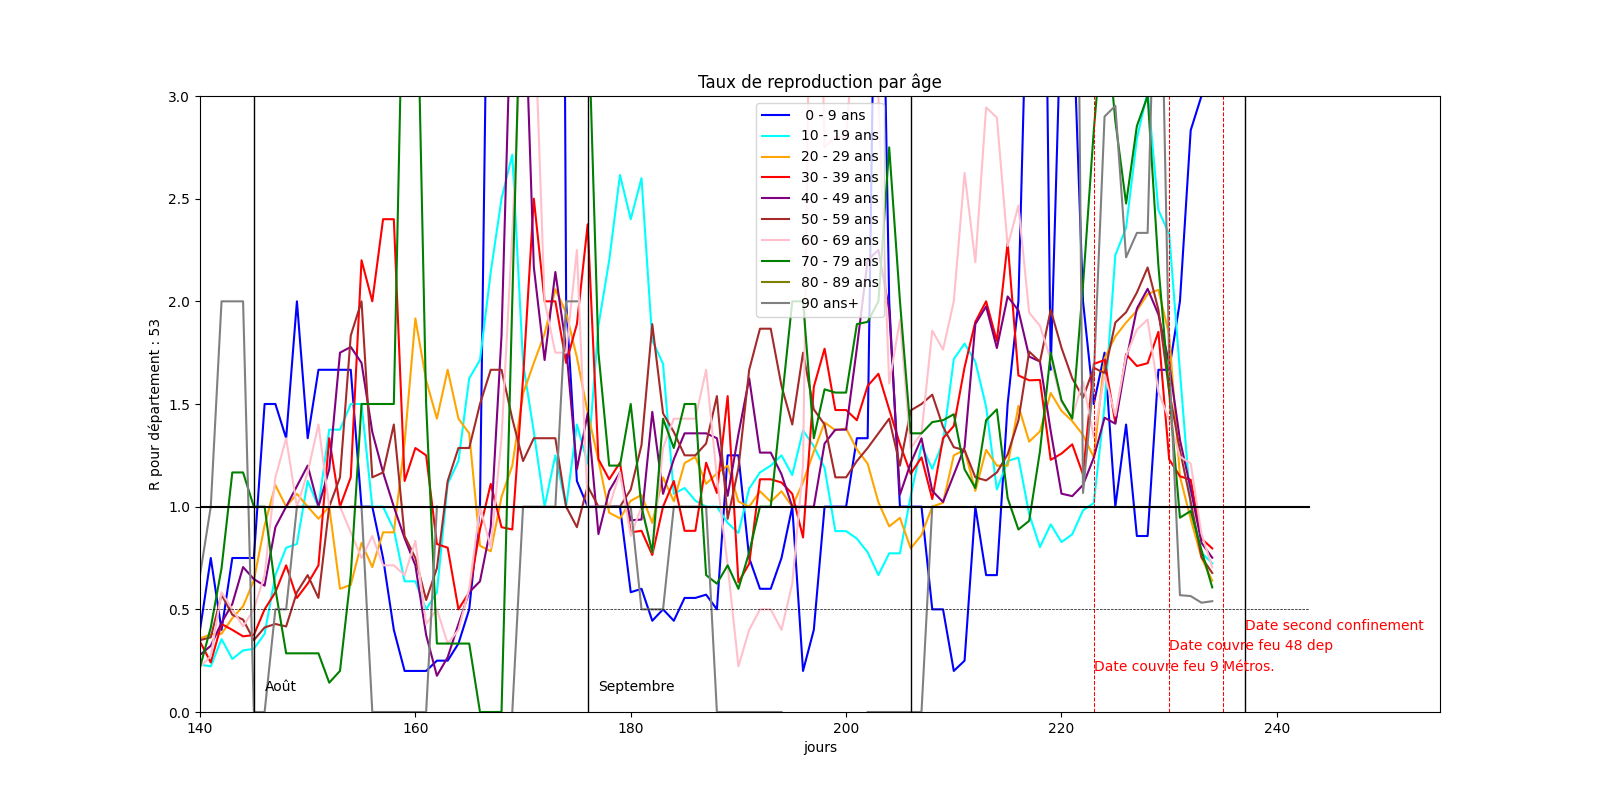 Taux de reproduction par âge
R pour département : 53
3.0
2.5
2.0
1.5
1.0
0.5
0.0
0 - 9 ans
10 - 19 ans
20 - 29 ans
30 - 39 ans
40 - 49 ans
50 - 59 ans
60 - 69 ans
70 - 79 ans
80 - 89 ans
90 ans+
Date second confinement
Date couvre feu 48 dep
Date couvre feu 9 Métros.
Août
Septembre
140
160
180
200
220
240
jours